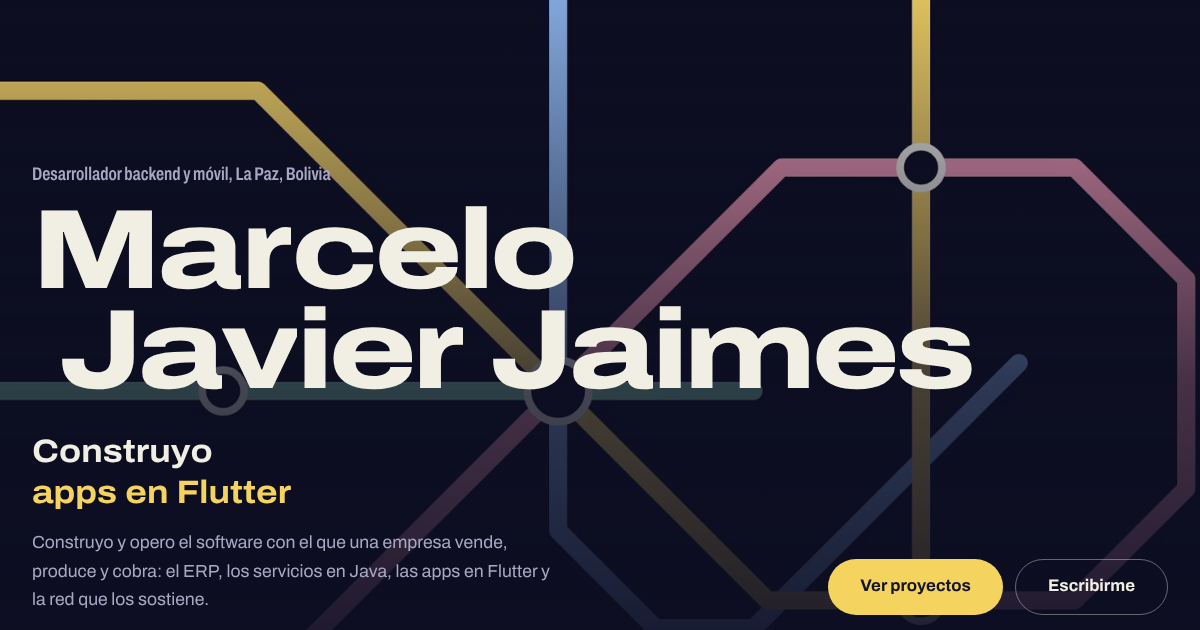 Desarrollador backend y móvil, La Paz, Bolivia
Marcelo
Javier Jaimes
Construyo
apps en Flutter
Construyo y opero el software con el que una empresa vende,
produce y cobra: el ERP, los servicios en Java, las apps en Flutter y
la red que los sostiene.
Ver proyectos
Escribirme